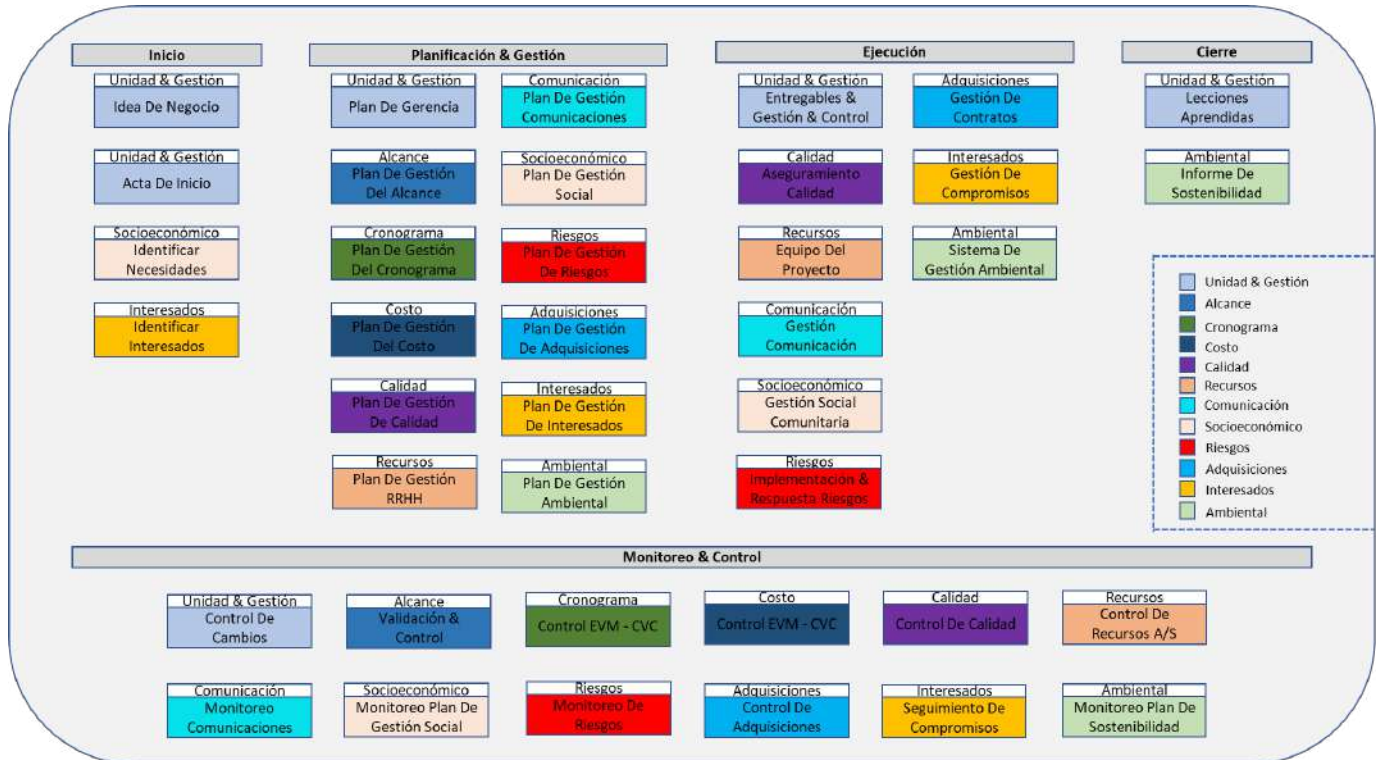 Inicio
Unidad & Gestión
Idea De Negocio
Unidad & Gestión
Acta De Inicio
Socioeconómico
Identificar
Necesidades
Interesados
Identificar
Interesados
Planificación & Gestión
Unidad & Gestión
Plan De Gerencia
Alcance
Plan De Gestión
Del Alcance
Cronograma
Plan De Gestión
Del Cronograma
Costo
Plan De Gestión
Del Costo
Calidad
Plan De Gestión
De Calidad
Recursos
Plan De Gestión
RRHH
Comunicación
Plan De Gestión
Comunicaciones
Socioeconómico
Plan De Gestión
Social
Riesgos
Plan De Gestión
De Riesgos
Adquisiciones
Plan De Gestión
De Adquisiciones
Interesados
Plan De Gestión
De Interesados
Ambiental
Plan De Gestión
Ambiental
Ejecución
Unidad & Gestión
Entregables &
Gestión & Control
Calidad
Aseguramiento
Calidad
Recursos
Equipo Del
Proyecto
Comunicación
Gestión
Comunicación
Socioeconómico
Gestión Social
Comunitaria
Riesgos
Implementación &
Respuesta Riesgos
Adquisiciones
Gestión De
Contratos
Interesados
Gestión De
Compromisos
Ambiental
Sistema De
Gestión Ambiental
Cierre
Unidad & Gestión
Lecciones
Aprendidas
Ambiental
Informe De
Sostenibilidad
Unidad & Gestión
Alcance
Cronograma
Costo
Calidad
Recursos
Comunicación
Socioeconómico
Riesgos
Adquisiciones
Interesados
Ambiental
Monitoreo & Control
Unidad & Gestión
Control De
Cambios
Alcance
Validación &
Control
Cronograma
Control EVM - CVC
Costo
Control EVM - CVC
Calidad
Control De Calidad
Recursos
Control De
Recursos A/S
Comunicación
Monitoreo
Comunicaciones
Socioeconómico
Monitoreo Plan De
Gestión Social
Riesgos
Monitoreo De
Riesgos
Adquisiciones
Control De
Adquisiciones
Interesados
Seguimiento De
Compromisos
Ambiental
Monitoreo Plan De
Sostenibilidad